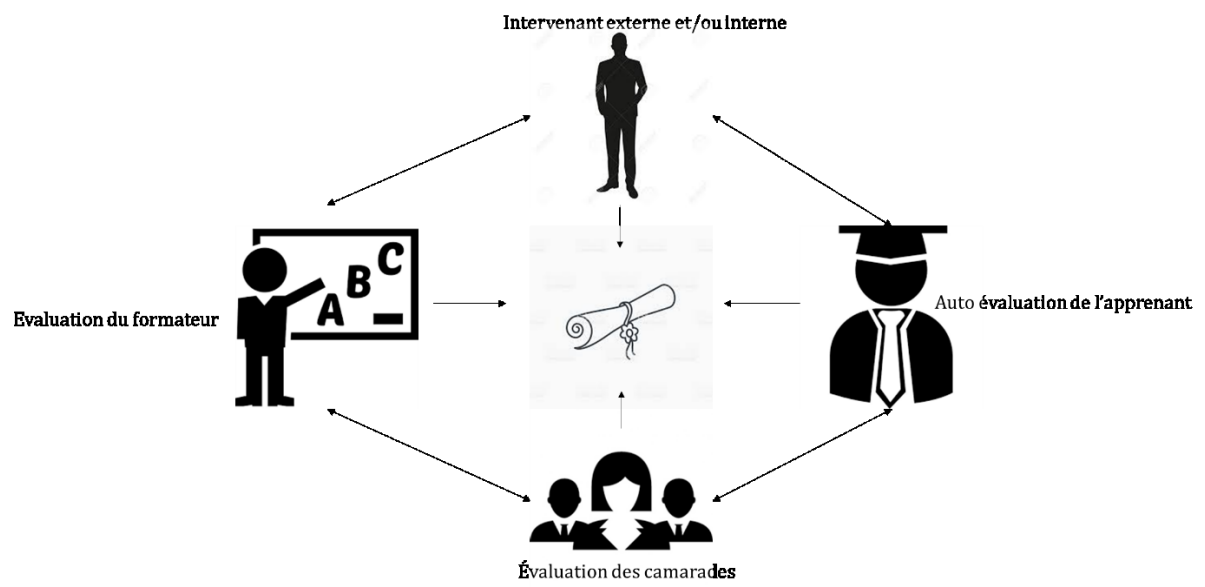 Intervenant externe et/ou interne
A B C
Evaluation du formateur
Auto évaluation de l'apprenant
Évaluation des camarades